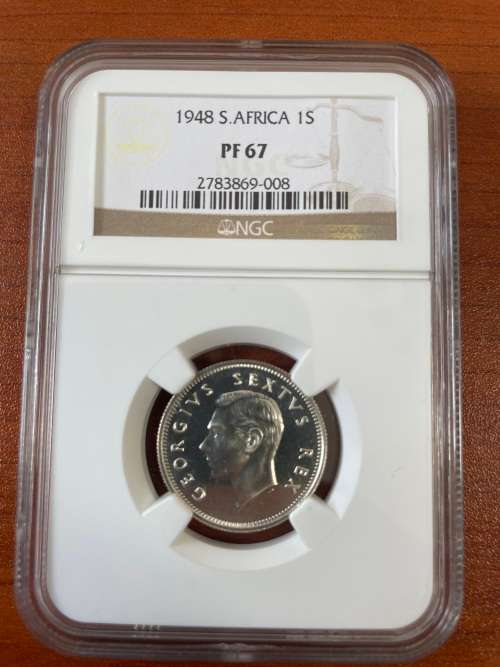 1948 S.AFRICA 1S
PF 67
2783869-008
NGC
GEORGIVS SEXTVS REX